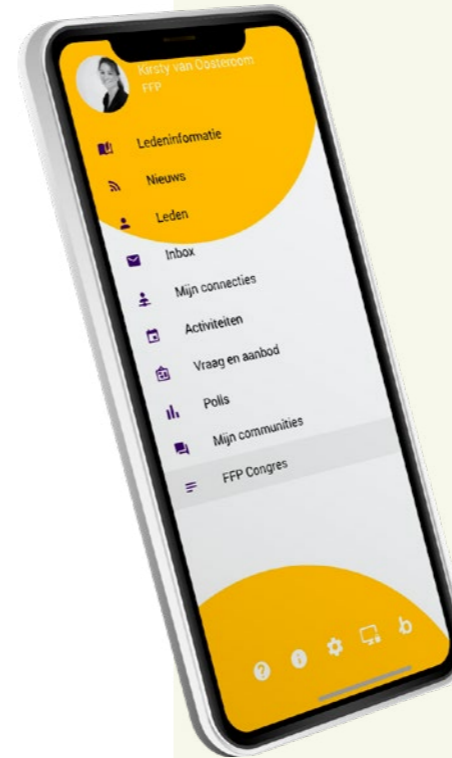 Kirsty van Oosteroom
FFP
Ledeninformatie
Nieuws
Leden
Inbox
Mijn connecties
Activiteiten
Vraag en aanbod
Polls
Mijn communities
FFP Congres